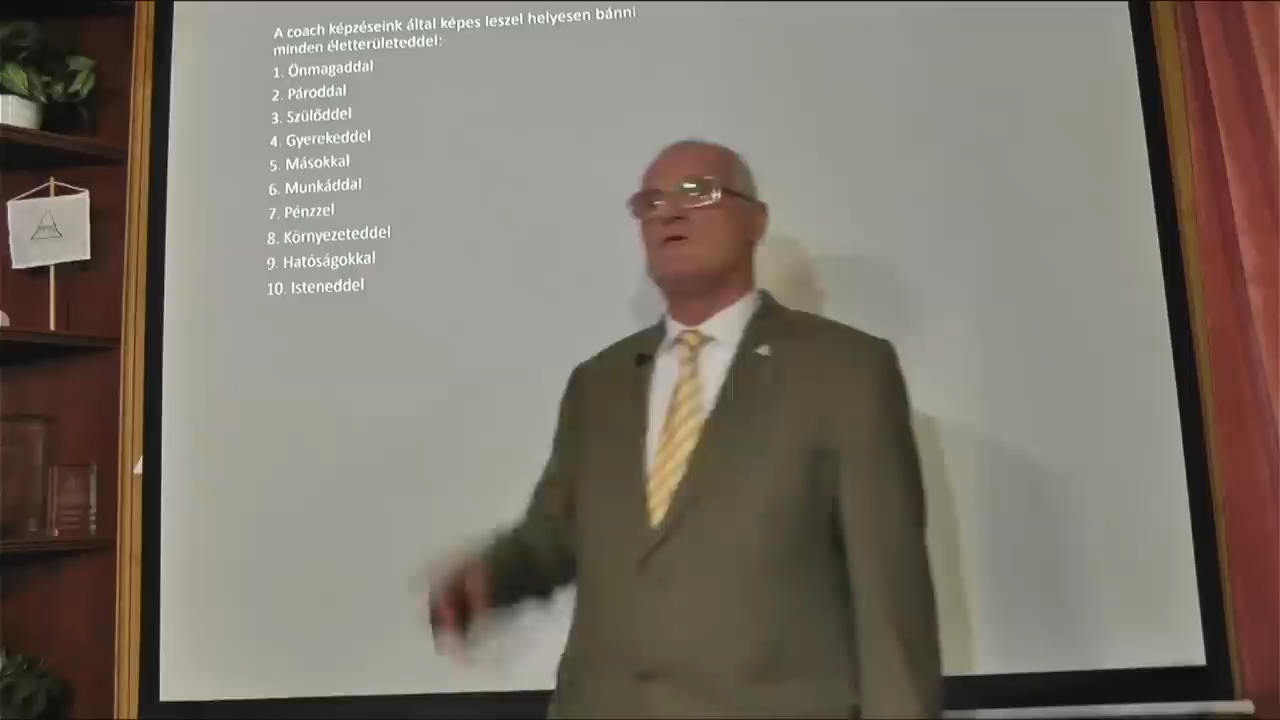 A coach képzéseink által képes leszel helyesen bánni
minden életterületeddel:
1. Önmagaddal
2. Pároddal
3. Szülőddel
4. Gyerekeddel
5. Másokkal
6. Munkáddal
7. Pénzzel
8. Környezeteddel
9. Hatóságokkal
10. Isteneddel